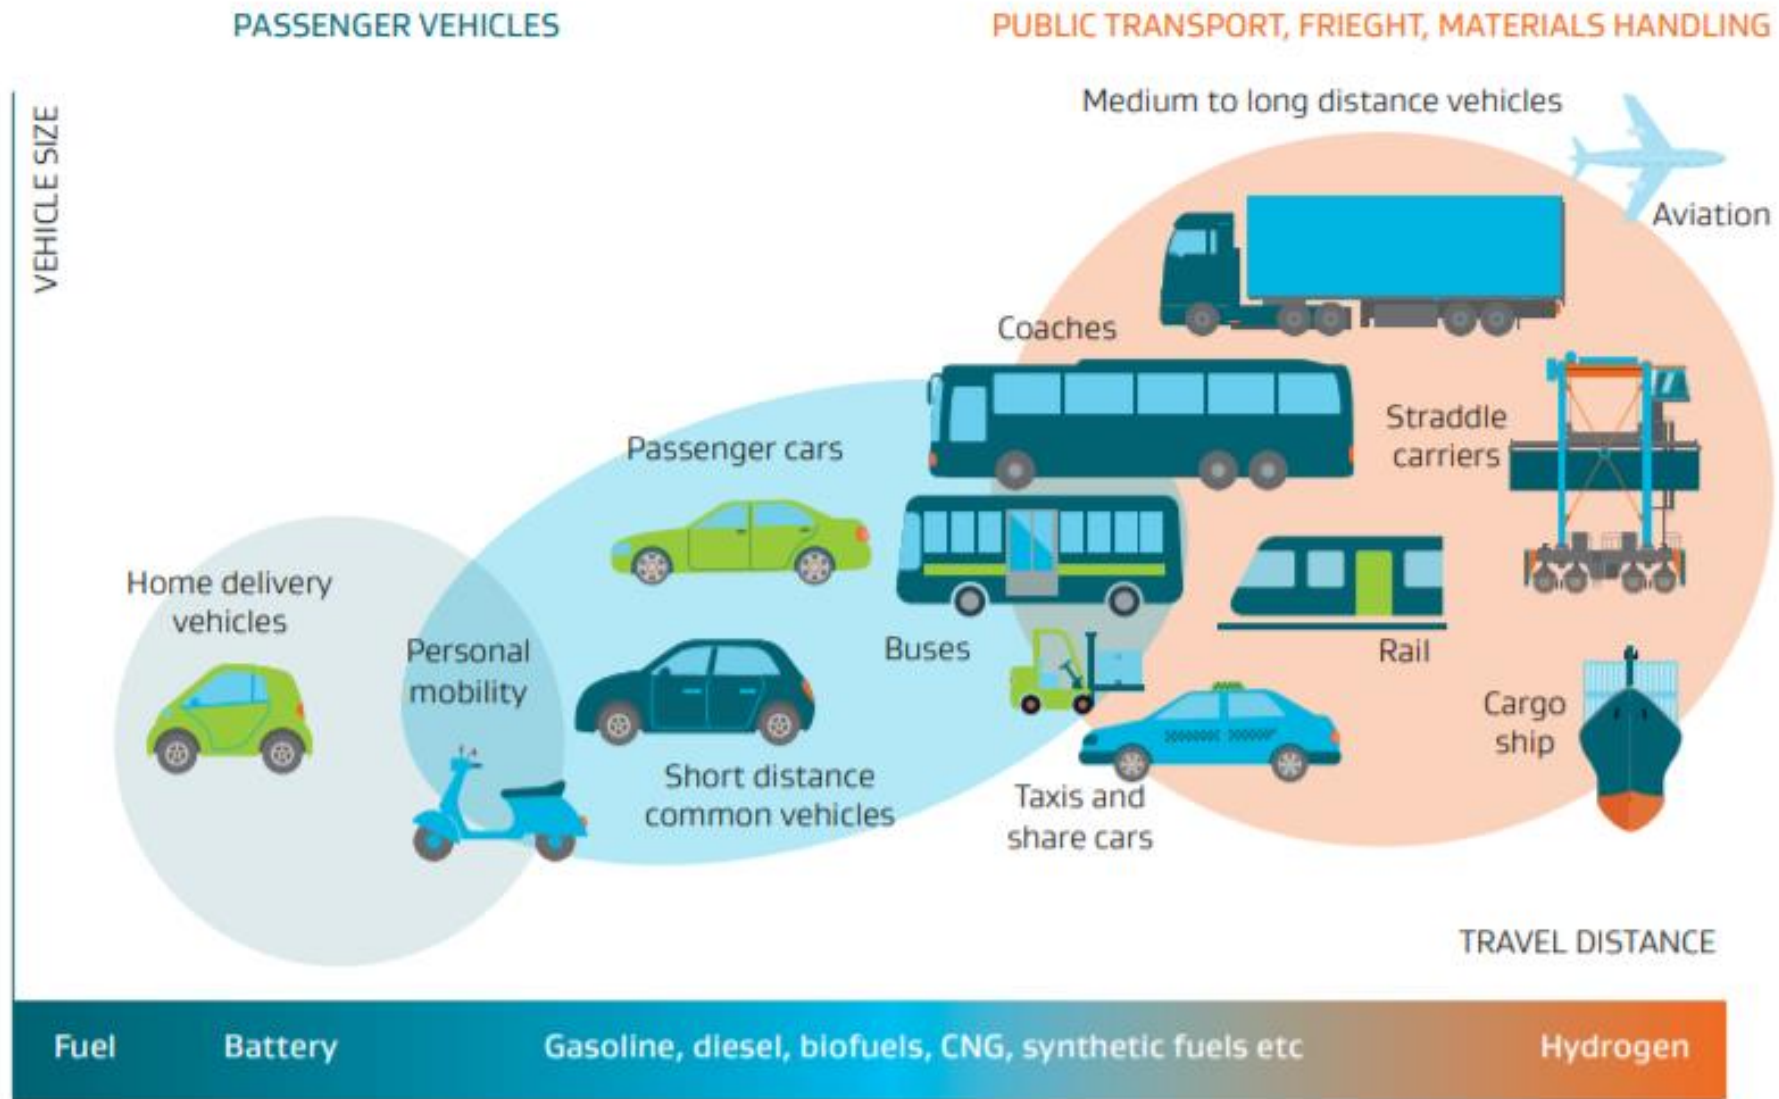 PASSENGER VEHICLES
PUBLIC TRANSPORT, FRIEGHT, MATERIALS HANDLING
VEHICLE SIZE
Medium to long distance vehicles
Aviation
Coaches
Straddle
carriers
Passenger cars
Home delivery
vehicles
Personal
mobility
Buses
Rail
Cargo
ship
Short distance
common vehicles
Taxis and
share cars
TRAVEL DISTANCE
Fuel
Battery
Gasoline, diesel, biofuels, CNG, synthetic fuels etc
Hydrogen